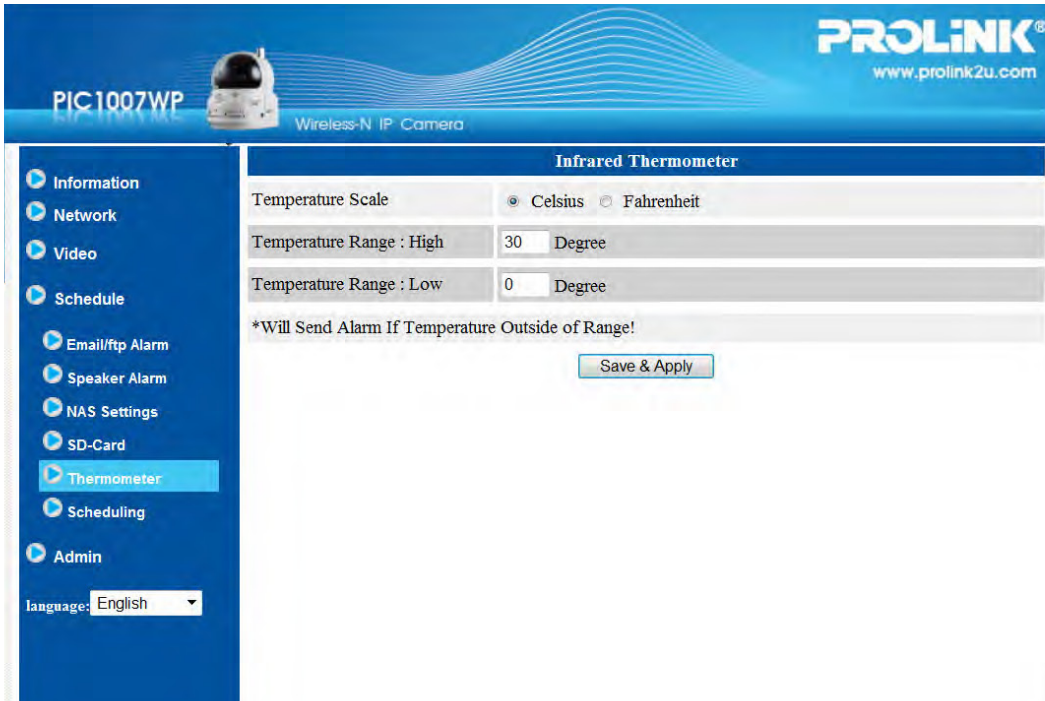 PROLiNK®
www.prolink2u.com
PIC1007WP
Wireless-N IP Camera
Information
Network
Video
Schedule
Email/ftp Alarm
Speaker Alarm
NAS Settings
SD-Card
Thermometer
Scheduling
Admin
language: English
Infrared Thermometer
Temperature Scale Celsius Fahrenheit
Temperature Range : High 30 Degree
Temperature Range : Low 0 Degree
*Will Send Alarm If Temperature Outside of Range!
Save & Apply